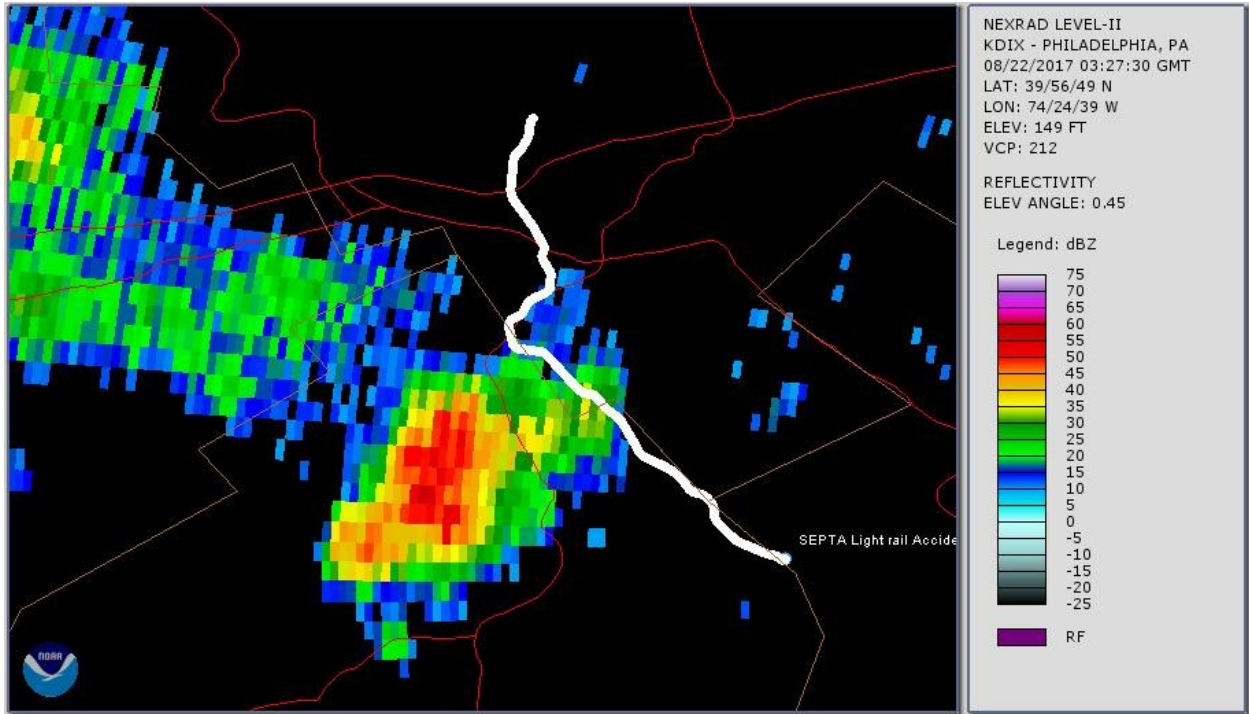 NEXRAD LEVEL-II
KDIX - PHILADELPHIA, PA
08/22/2017 03:27:30 GMT
LAT: 39/56/49 N
LON: 74/24/39 W
ELEV: 149 FT
VCP: 212
REFLECTIVITY
ELEV ANGLE: 0.45
Legend: dBZ
75
70
65
60
55
50
45
40
35
30
25
20
15
10
5
0
-5
-10
-15
-20
-25
RF
SEPTA Light rail Accide
NOAA